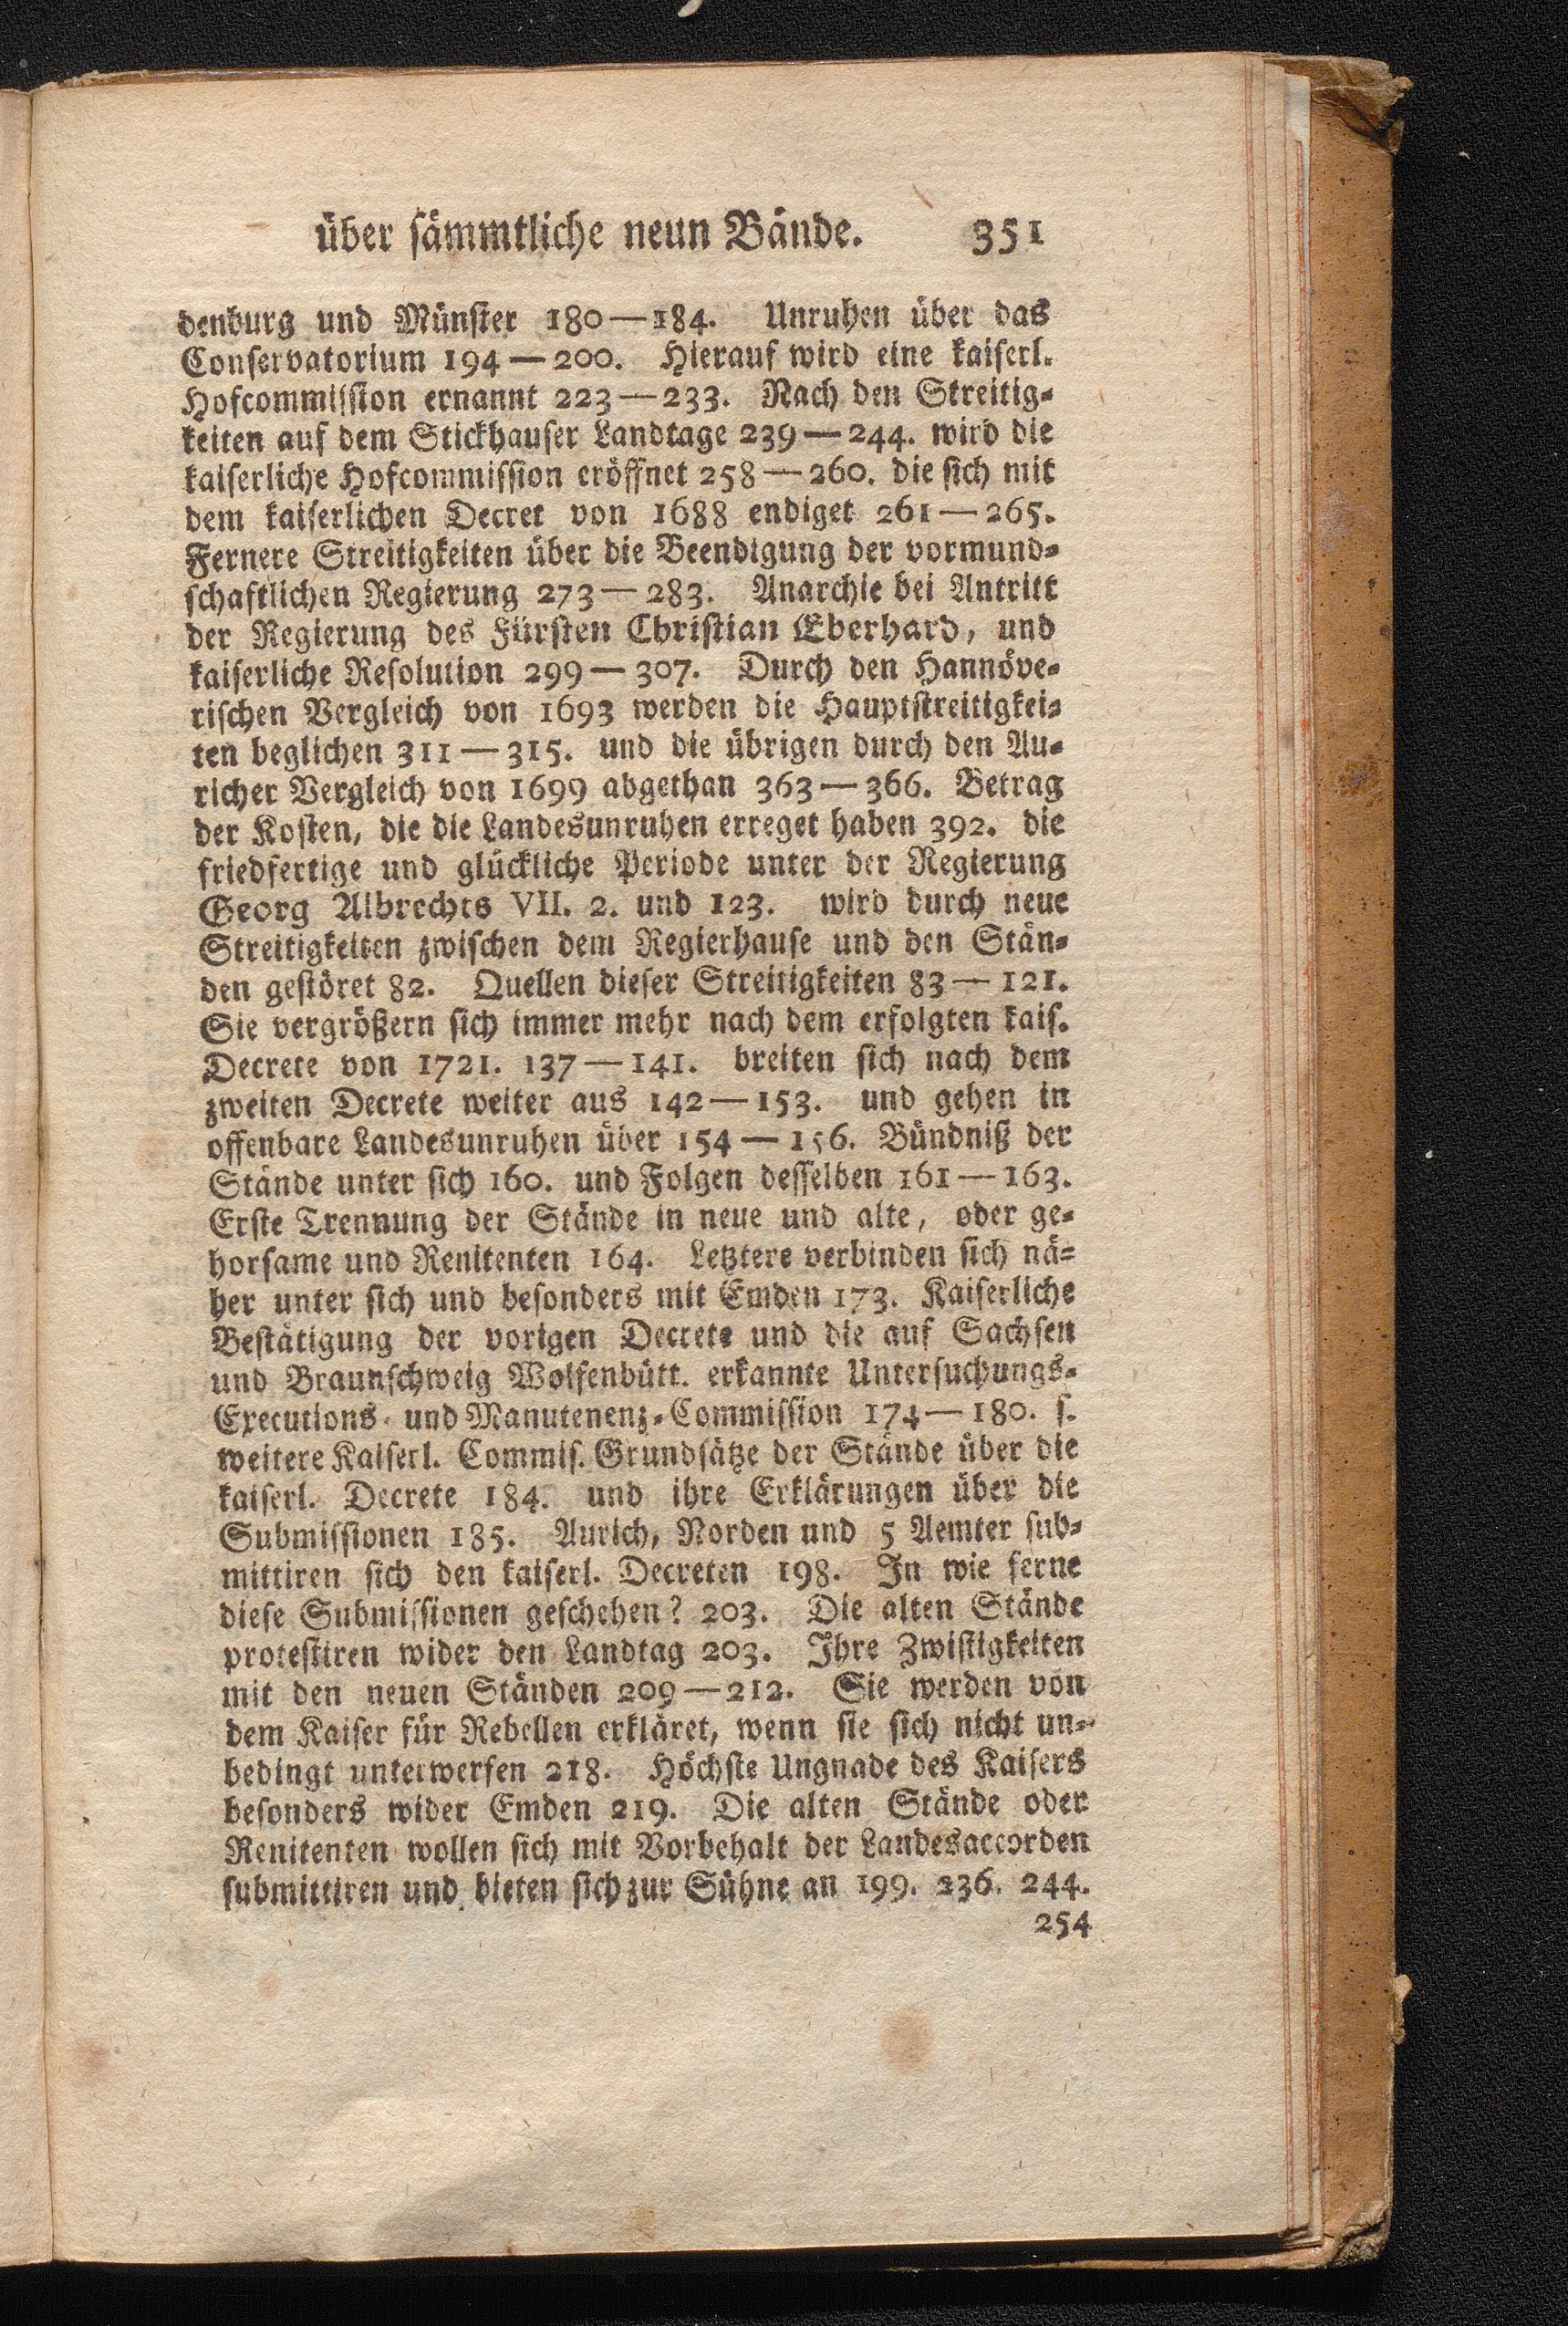 über sämmtliche neun Bände. 351
denburg und Münster 180—184. Unruhen über das
Conservatorium 194—200. Hierauf wird eine kaiserl.
Hofcommission ernannt 223—233. Nach den Streitig-
keiten auf dem Stickhauser Landtage 239—244. wird die
kaiserliche Hofcommission eröffnet 258—260. die sich mit
dem kaiserlichen Decret von 1688 endiget 261—265.
Fernere Streitigkeiten über die Beendigung der vormund-
schaftlichen Regierung 273—283. Anarchie bei Antritt
der Regierung des Fürsten Christian Eberhard, und
kaiserliche Resolution 299—307. Durch den Hannöve-
rischen Vergleich von 1693 werden die Hauptstreitigkei-
ten beglichen 311—315. und die übrigen durch den Au-
richer Vergleich von 1699 abgethan 363—366. Betrag
der Kosten, die die Landesunruhen erreget haben 392. die
friedfertige und glückliche Periode unter der Regierung
Georg Albrechts VII. 2. und 123. wird durch neue
Streitigkeiten zwischen dem Regierhause und den Stän-
den gestöret 82. Quellen dieser Streitigkeiten 83—121.
Sie vergrößern sich immer mehr nach dem erfolgten kais.
Decrete von 1721. 137—141. breiten sich nach dem
zweiten Decrete weiter aus 142—153. und gehen in
offenbare Landesunruhen über 154—156. Bündniß der
Stände unter sich 160. und Folgen desselben 161—163.
Erste Trennung der Stände in neue und alte, oder ge-
horsame und Renitenten 164. Letztere verbinden sich nä-
her unter sich und besonders mit Emden 173. Kaiserliche
Bestätigung der vorigen Decrete und die auf Sachsen
und Braunschweig Wolfenbütt. erkannte Untersuchungs-
Executions- und Manutenenz-Commission 174—180. s.
weitere Kaiserl. Commis. Grundsätze der Stände über die
kaiserl. Decrete 184. und ihre Erklärungen über die
Submissionen 185. Aurich, Norden und 5 Aemter sub-
mittiren sich den kaiserl. Decreten 198. In wie ferne
diese Submissionen geschehen? 203. Die alten Stände
protestiren wider den Landtag 203. Ihre Zwistigkeiten
mit den neuen Ständen 209—212. Sie werden von
dem Kaiser für Rebellen erkläret, wenn sie sich nicht un-
bedingt unterwerfen 218. Höchste Ungnade des Kaisers
besonders wider Emden 219. Die alten Stände oder
Renitenten wollen sich mit Vorbehalt der Landesaccorden
submittiren und bieten sich zur Sühne an 199. 236. 244.
254